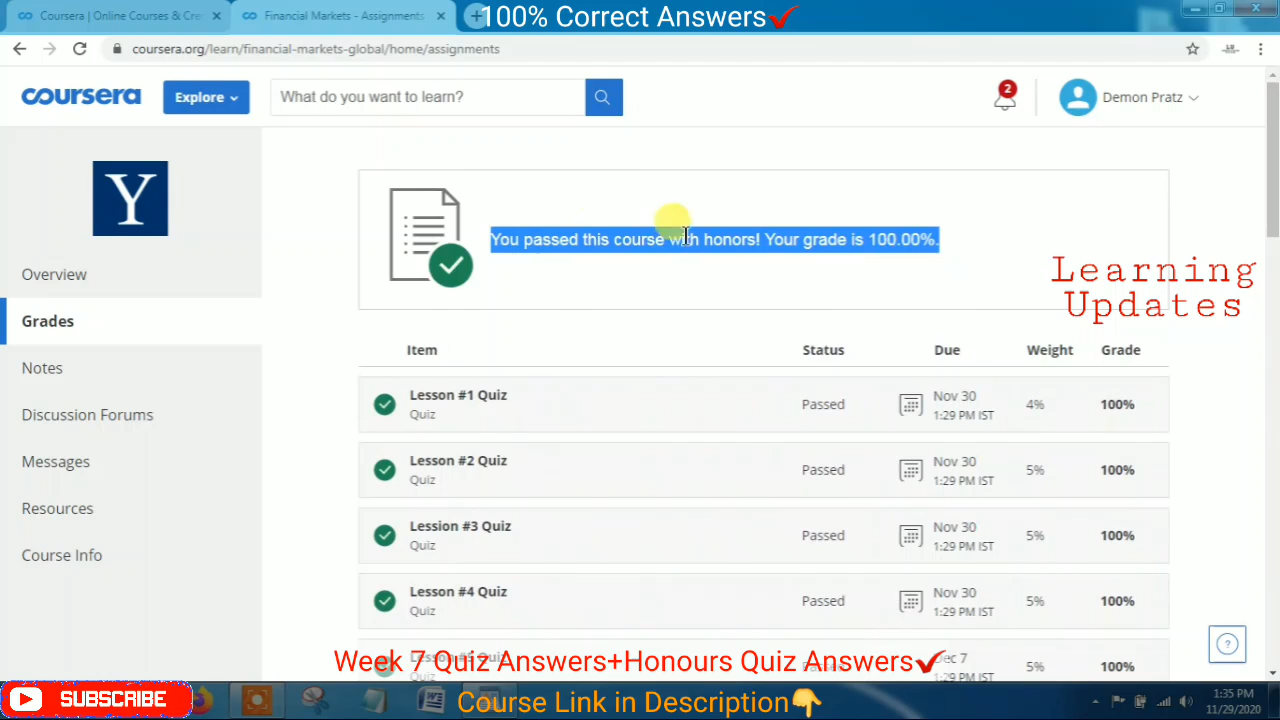 Coursera | Online Courses & Cre
Financial Markets - Assignments
100% Correct Answers
coursera.org/learn/financial-markets-global/home/assignments
coursera
Explore
What do you want to learn?
2
Demon Pratz
Y
You passed this course with honors! Your grade is 100.00%.
Learning
Updates
Overview
Grades
Notes
Discussion Forums
Messages
Resources
Course Info
Item Status Due Weight Grade
Lesson #1 Quiz
Quiz
Passed
Nov 30
1:29 PM IST
4%
100%
Lesson #2 Quiz
Quiz
Passed
Nov 30
1:29 PM IST
5%
100%
Lession #3 Quiz
Quiz
Passed
Nov 30
1:29 PM IST
5%
100%
Lesson #4 Quiz
Quiz
Passed
Nov 30
1:29 PM IST
5%
100%
Dec 7
5%
100%
Week 7 Quiz Answers+Honours Quiz Answers
?
SUBSCRIBE
Course Link in Description
1:35 PM
11/29/2020